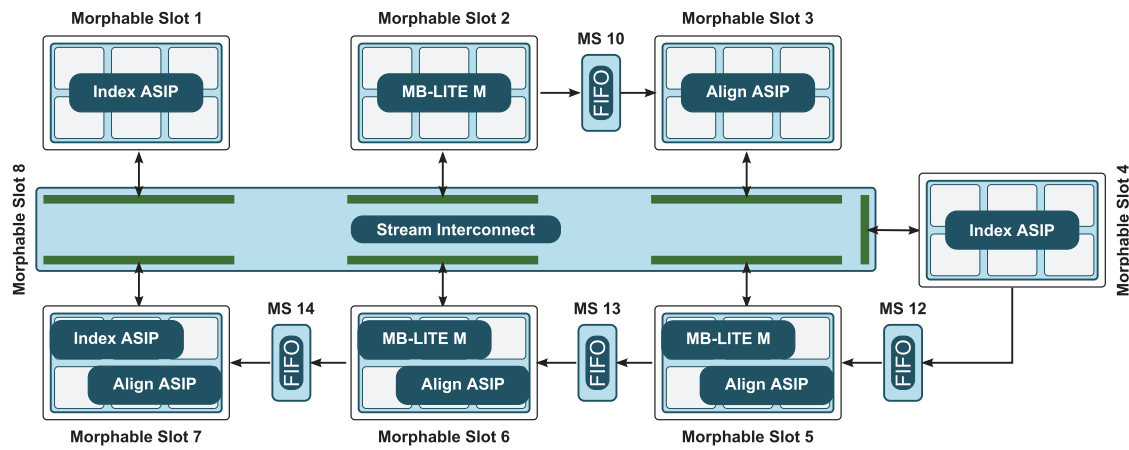 Morphable Slot 1
Morphable Slot 2
Morphable Slot 3
MS 10
Index ASIP
MB-LITE M
FIFO
Align ASIP
Morphable Slot 8
Stream Interconnect
Index ASIP
Morphable Slot 4
MS 14
MS 13
MS 12
Index ASIP
Align ASIP
FIFO
MB-LITE M
Align ASIP
FIFO
MB-LITE M
Align ASIP
FIFO
Morphable Slot 7
Morphable Slot 6
Morphable Slot 5